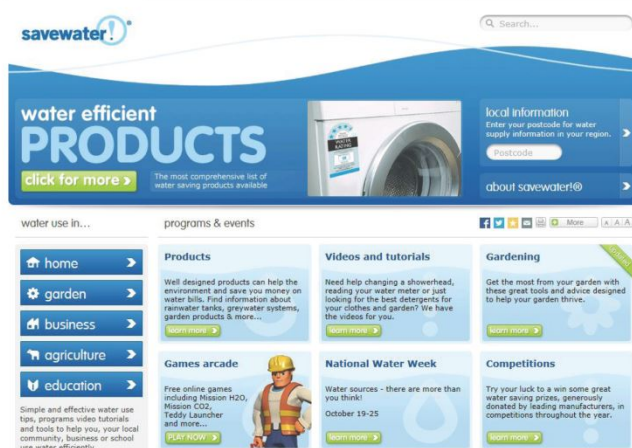 savewater!
Search...
water efficient
PRODUCTS
click for more
The most comprehensive list of
water saving products available
WATER
RATING
local information
Enter your postcode for water
supply information in your region.
Postcode
about savewater!®
water use in...
programs & events
More
A A A
home
garden
business
agriculture
education
Simple and effective water use
tips, programs video tutorials
and tools to help you, your local
community, business or school
use water efficiently
Products
Well designed products can help the
environment and save you money on
water bills. Find information about
rainwater tanks, greywater systems,
garden products & more...
learn more
Videos and tutorials
Need help changing a showerhead,
reading your water meter or just
looking for the best detergents for
your clothes and garden? We have
the videos for you.
learn more
Gardening
Get the most from your garden with
these great tools and advice designed
to help your garden thrive.
learn more
Games arcade
Free online games
including Mission H2O,
Mission CO2,
Teddy Launcher
and more...
PLAY NOW
National Water Week
Water sources - there are more than
you think!
October 19-25
learn more
Competitions
Try your luck to a win some great
water saving prizes, generously
donated by leading manufacturers, in
competitions throughout the year.
learn more